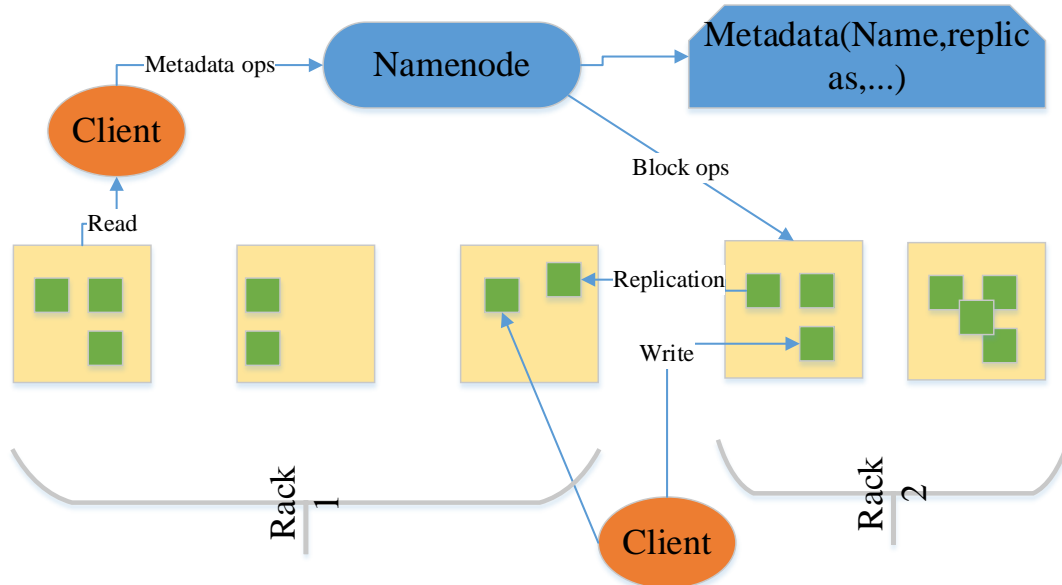 Metadata(Name,replic
as,...)
Namenode
Metadata ops
Client
Block ops
Read
Replication
Write
Rack
1
Rack
2
Client